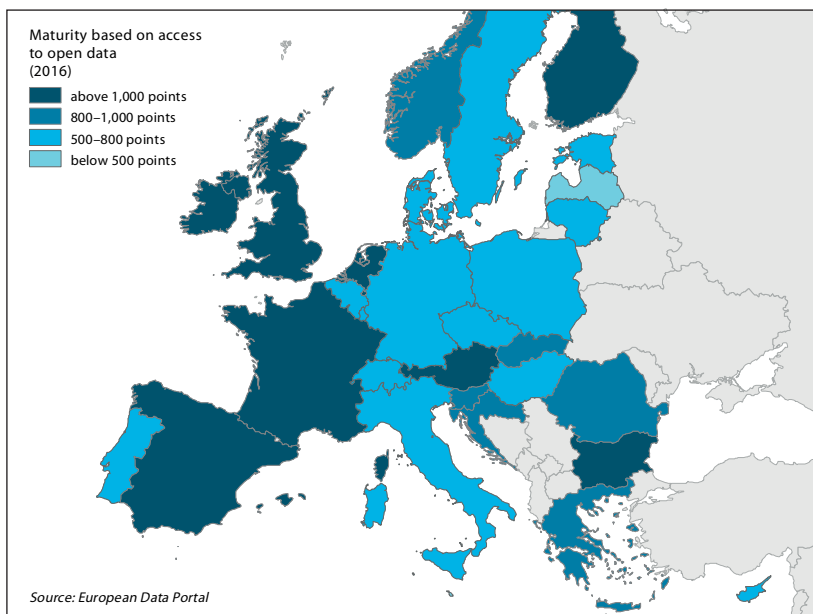 Maturity based on access
to open data
(2016)
above 1,000 points
800–1,000 points
500–800 points
below 500 points
Source: European Data Portal